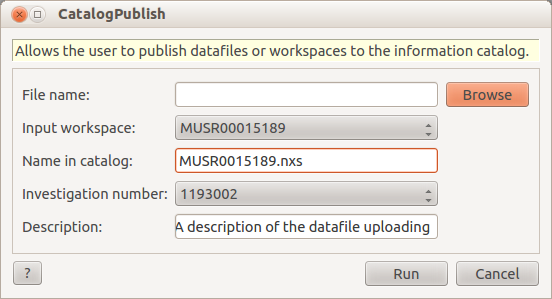 CatalogPublish
Allows the user to publish datafiles or workspaces to the information catalog.
File name:
Browse
Input workspace: MUSR00015189
Name in catalog: MUSR0015189.nxs
Investigation number: 1193002
Description: A description of the datafile uploading
? Run Cancel